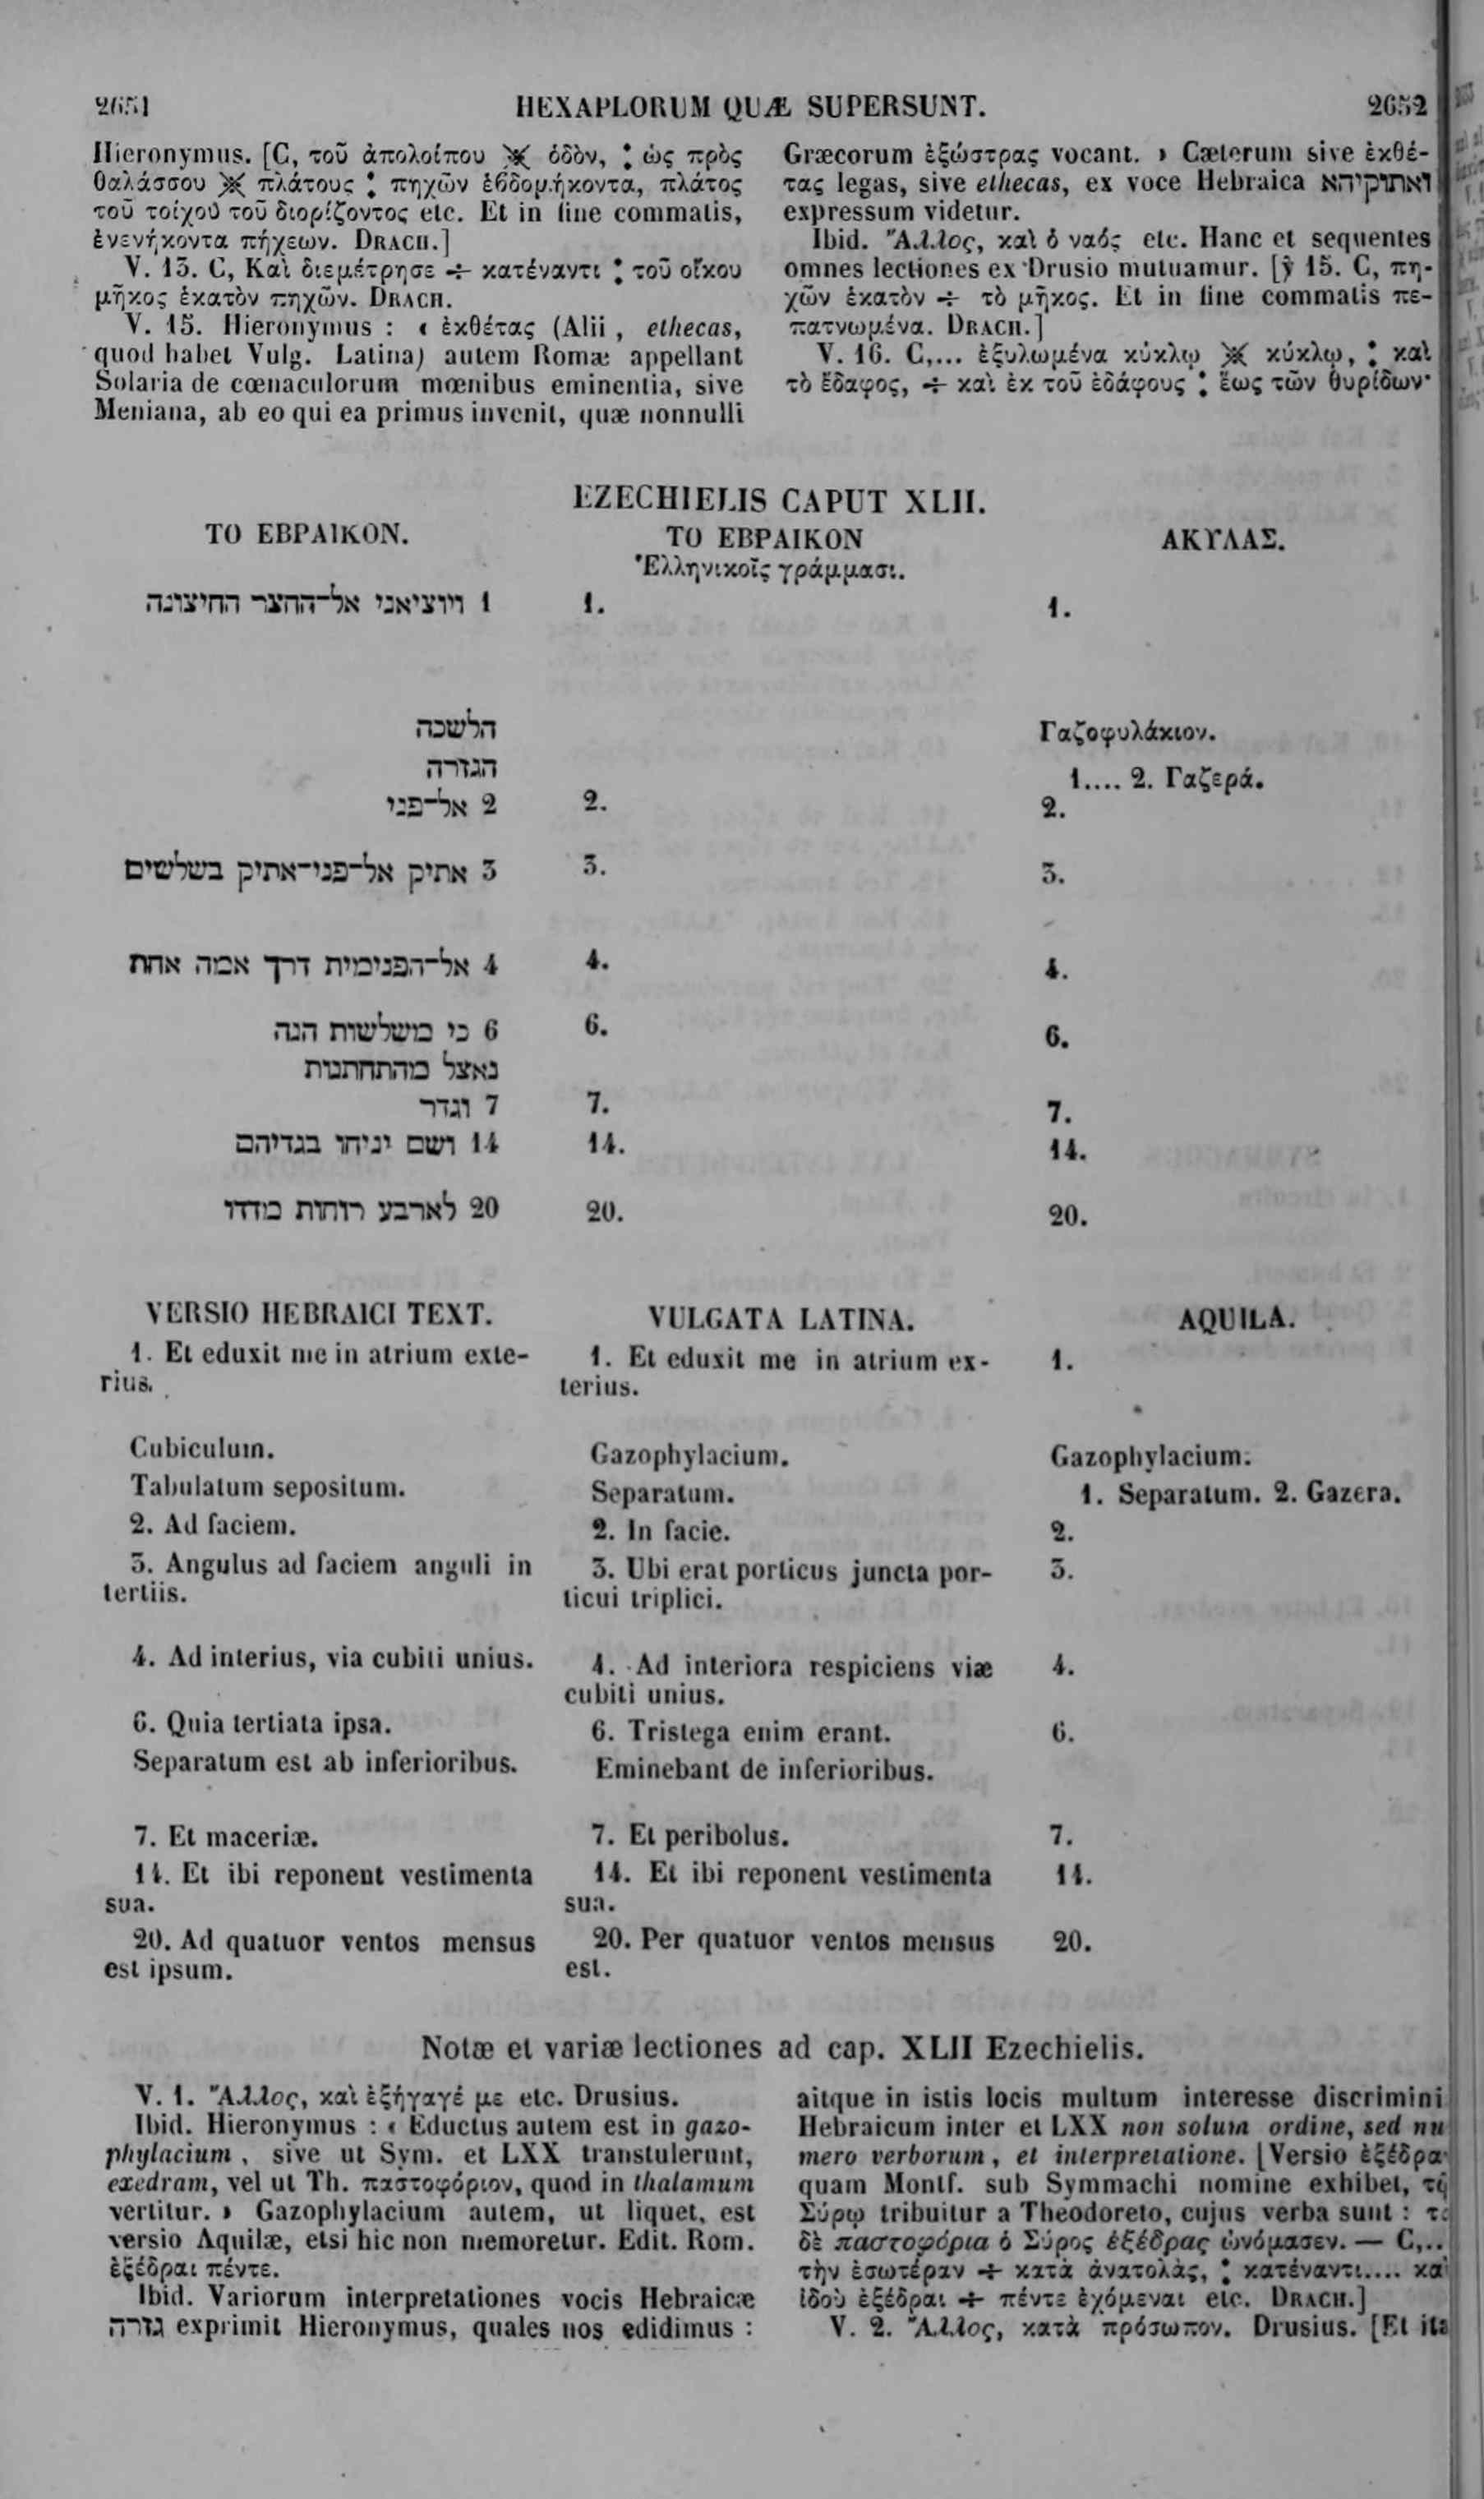 2651
HEXAPLORUM QUÆ SUPERSUNT.
2652
Hieronymus. [C, τοῦ ἀπολοίπου ※ ὁδὸν, ⁑ ὡς πρὸς
θαλάσσου ※ πλάτους ⁑ πηχῶν ἑβδομήκοντα, πλάτος
τοῦ τοίχου τοῦ διορίζοντος etc. Et in fine commatis,
ἐνενήκοντα πήχεων. DRACH.]
V. 13. C, Καὶ διεμέτρησε ÷ κατέναντι ⁑ τοῦ οἴκου
μῆκος ἑκατὸν πηχῶν. DRACH.
V. 15. Hieronymus : « ἐκθέτας (Alii, ethecas,
quod habet Vulg. Latina) autem Romæ appellant
Solaria de cœnaculorum mœnibus eminentia, sive
Meniana, ab eo qui ea primus invenit, quæ nonnulli
Græcorum ἐξώστρας vocant. » Cæterum sive ἐκθέ-
τας legas, sive ethecas, ex voce Hebraica ואתוקיהא
expressum videtur.
Ibid. Ἄλλος, καὶ ὁ ναός etc. Hanc et sequentes
omnes lectiones ex Drusio mutuamur. [ỳ 15. C, πη-
χῶν ἑκατὸν ÷ τὸ μῆκος. Et in fine commatis πε-
πατνωμένα. DRACH.]
V. 16. C,... ἐξυλωμένα κύκλῳ ※ κύκλῳ, ⁑ καὶ
τὸ ἔδαφος, ÷ καὶ ἐκ τοῦ ἐδάφους ⁑ ἕως τῶν θυρίδων·
EZECHIELIS CAPUT XLII.
ΤΟ ΕΒΡΑΙΚΟΝ.
1 ויוציאני אל־החצר החיצונה
הלשכה
הגזרה
2 אל־פני
3 אתיק אל־פני־אתיק בשלשים
4 אל־הפנימית דרך אמה אחת
6 כי משלשות הנה
נאצל מהתחתנות
7 וגדר
14 ושם יניחו בגדיהם
20 לארבע רוחות מדדו
ΤΟ ΕΒΡΑΙΚΟΝ
Ἑλληνικοῖς γράμμασι.
1.
2.
3.
4.
6.
7.
14.
20.
ΑΚΥΛΑΣ.
1.
Γαζοφυλάκιον.
1.... 2. Γαζερά.
2.
3.
4.
6.
7.
14.
20.
VERSIO HEBRAICI TEXT.
1. Et eduxit me in atrium exte-
rius.
Cubiculum.
Tabulatum sepositum.
2. Ad faciem.
3. Angulus ad faciem anguli in
tertiis.
4. Ad interius, via cubiti unius.
6. Quia tertiata ipsa.
Separatum est ab inferioribus.
7. Et maceriæ.
14. Et ibi reponent vestimenta
sua.
20. Ad quatuor ventos mensus
est ipsum.
VULGATA LATINA.
1. Et eduxit me in atrium ex-
terius.
Gazophylacium.
Separatum.
2. In facie.
3. Ubi erat porticus juncta por-
ticui triplici.
4. Ad interiora respiciens viæ
cubiti unius.
6. Tristega enim erant.
Eminebant de inferioribus.
7. Et peribolus.
14. Et ibi reponent vestimenta
sua.
20. Per quatuor ventos mensus
est.
AQUILA.
1.
Gazophylacium.
1. Separatum. 2. Gazera.
2.
3.
4.
6.
7.
14.
20.
Notæ et variæ lectiones ad cap. XLII Ezechielis.
V. 1. Ἄλλος, καὶ ἐξήγαγέ με etc. Drusius.
Ibid. Hieronymus : « Eductus autem est in gazo-
phylacium, sive ut Sym. et LXX transtulerunt,
exedram, vel ut Th. παστοφόριον, quod in thalamum
vertitur. » Gazophylacium autem, ut liquet, est
versio Aquilæ, etsi hic non memoretur. Edit. Rom.
ἐξέδραι πέντε.
Ibid. Variorum interpretationes vocis Hebraicæ
גזרה exprimit Hieronymus, quales nos edidimus :
aitque in istis locis multum interesse discrimini
Hebraicum inter et LXX non solum ordine, sed nu
mero verborum, et interpretatione. [Versio ἐξέδρα
quam Montf. sub Symmachi nomine exhibet, τῷ
Σύρῳ tribuitur a Theodoreto, cujus verba sunt : τὰ
δὲ παστοφόρια ὁ Σύρος ἐξέδρας ὠνόμασεν. — C,..
τὴν ἐσωτέραν ÷ κατὰ ἀνατολὰς, ⁑ κατέναντι.... καὶ
ἰδοὺ ἐξέδραι ÷ πέντε ἐχόμεναι etc. DRACH.]
V. 2. Ἄλλος, κατὰ πρόσωπον. Drusius. [Et ita